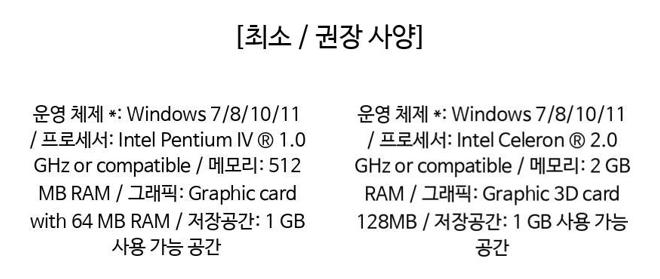 [최소 / 권장 사양]
운영 체제 *: Windows 7/8/10/11
/ 프로세서: Intel Pentium IV ® 1.0
GHz or compatible / 메모리: 512
MB RAM / 그래픽: Graphic card
with 64 MB RAM / 저장공간: 1 GB
사용 가능 공간
운영 체제 *: Windows 7/8/10/11
/ 프로세서: Intel Celeron ® 2.0
GHz or compatible / 메모리: 2 GB
RAM / 그래픽: Graphic 3D card
128MB / 저장공간: 1 GB 사용 가능
공간